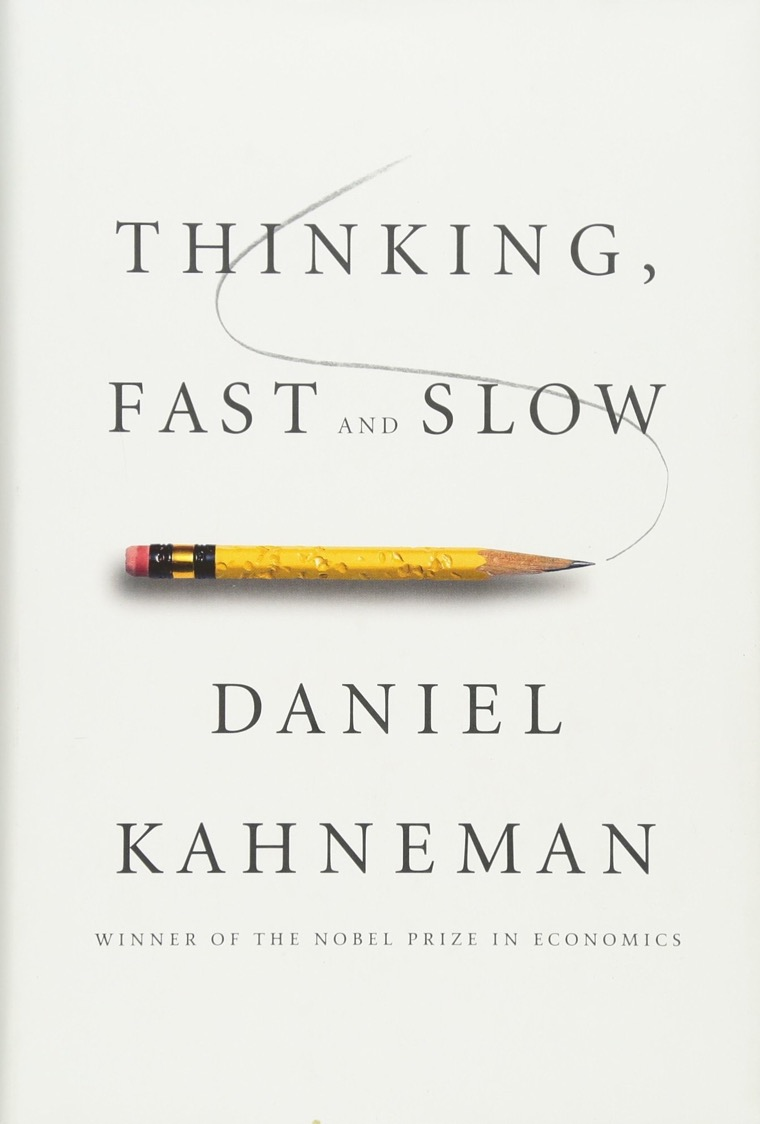 THINKING,
FAST AND SLOW
DANIEL
KAHNEMAN
WINNER OF THE NOBEL PRIZE IN ECONOMICS